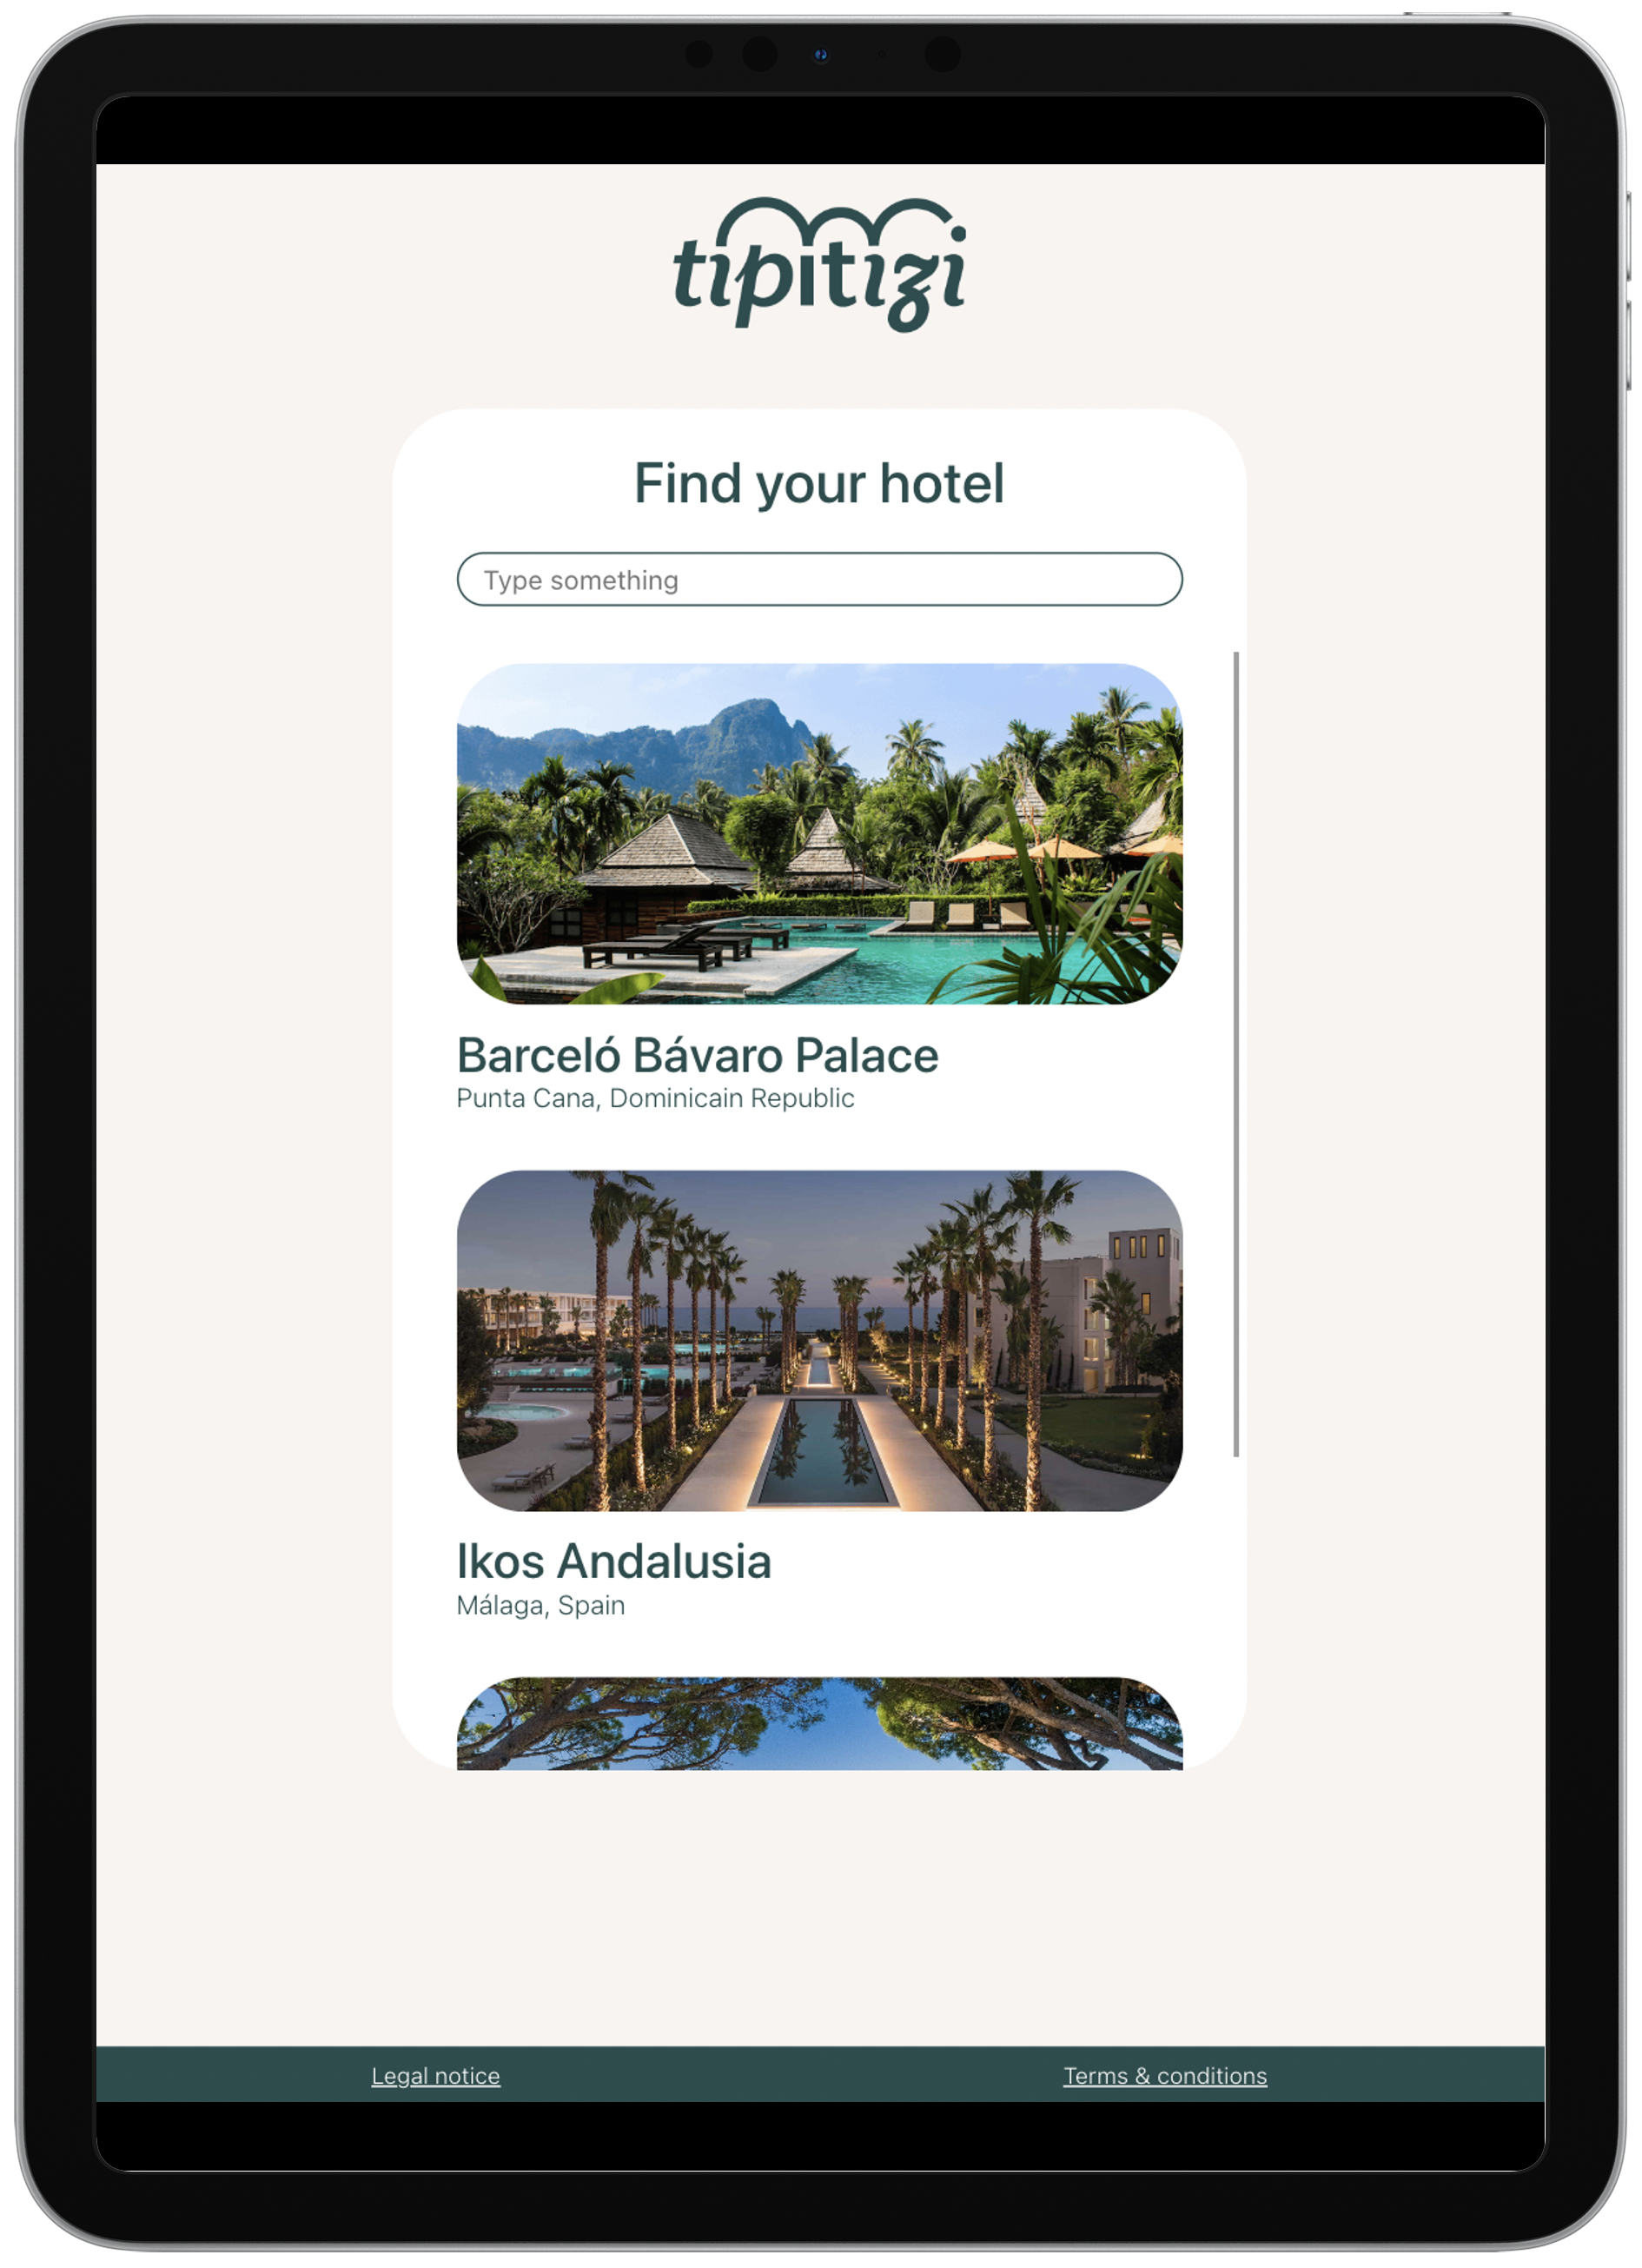 tipitizi
Find your hotel
Type something
Barceló Bávaro Palace
Punta Cana, Dominicain Republic
Ikos Andalusia
Málaga, Spain
Legal notice
Terms & conditions